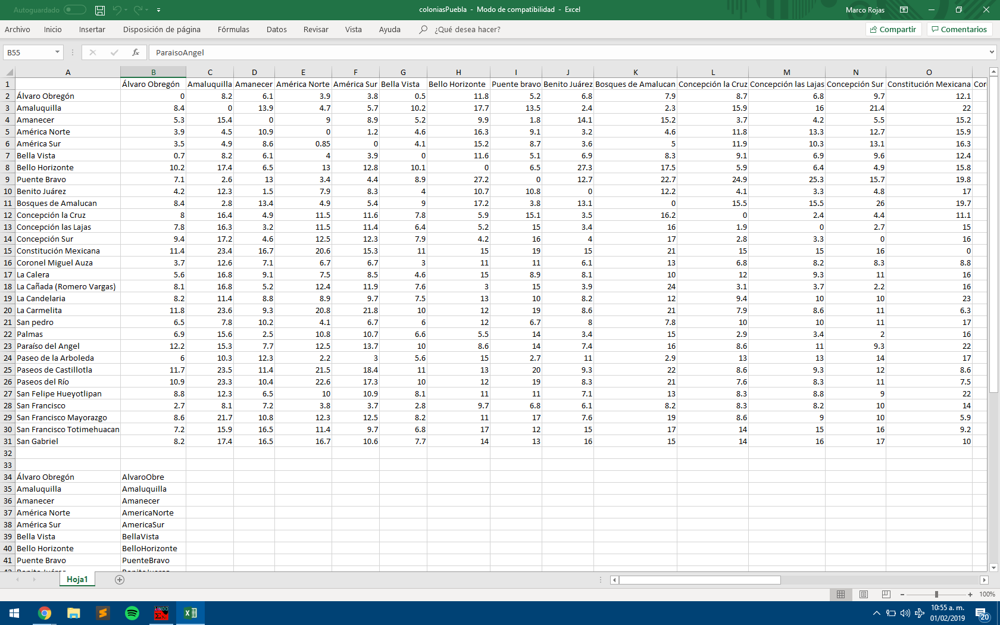 Autoguardado coloniasPuebla - Modo de compatibilidad - Excel Marco Rojas
Archivo Inicio Insertar Disposición de página Fórmulas Datos Revisar Vista Ayuda ¿Qué desea hacer? Compartir Comentarios
B55 fx ParaisoAngel
A B C D E F G H I J K L M N O
1 Álvaro Obregón Amaluquilla Amanecer América Norte América Sur Bella Vista Bello Horizonte Puente bravo Benito Juárez Bosques de Amalucan Concepción la Cruz Concepción las Lajas Concepción Sur Constitución Mexicana Cor
2 Álvaro Obregón 0 8.2 6.1 3.9 3.8 0.5 11.8 5.2 6.8 7.9 8.7 6.8 9.7 12.1
3 Amaluquilla 8.4 0 13.9 4.7 5.7 10.2 17.7 13.5 2.4 2.3 15.9 16 21.4 22
4 Amanecer 5.3 15.4 0 9 8.9 5.2 9.9 1.8 14.1 15.2 3.7 4.2 5.5 15.2
5 América Norte 3.9 4.5 10.9 0 1.2 4.6 16.3 9.1 3.2 4.6 11.8 13.3 12.7 15.9
6 América Sur 3.5 4.9 8.6 0.85 0 4.1 15.2 8.7 3.6 5 11.9 10.3 13.1 16.3
7 Bella Vista 0.7 8.2 6.1 4 3.9 0 11.6 5.1 6.9 8.3 9.1 6.9 9.6 12.4
8 Bello Horizonte 10.2 17.4 6.5 13 12.8 10.1 0 6.5 27.3 17.5 5.9 6.4 4.9 15.8
9 Puente Bravo 7.1 2.6 13 3.4 4.4 8.9 27.2 0 12.7 22.7 24.9 25.3 15.7 19.8
10 Benito Juárez 4.2 12.3 1.5 7.9 8.3 4 10.7 10.8 0 12.2 4.1 3.3 4.8 17
11 Bosques de Amalucan 8.4 2.8 13.4 4.9 5.4 9 17.2 3.8 13.1 0 15.5 15.5 26 19.7
12 Concepción la Cruz 8 16.4 4.9 11.5 11.6 7.8 5.9 15.1 3.5 16.2 0 2.4 4.4 11.1
13 Concepción las Lajas 7.8 16.3 3.2 11.5 11.4 6.4 5.2 15 3.4 16 1.9 0 2.7 15
14 Concepción Sur 9.4 17.2 4.6 12.5 12.3 7.9 4.2 16 4 17 2.8 3.3 0 16
15 Constitución Mexicana 11.4 23.4 16.7 20.6 15.3 11 15 19 15 21 15 15 16 0
16 Coronel Miguel Auza 3.7 12.6 7.1 6.7 6.7 3 11 11 6.1 13 6.8 8.2 8.3 8.8
17 La Calera 5.6 16.8 9.1 7.5 8.5 4.6 15 8.9 8.1 10 12 9.3 11 16
18 La Cañada (Romero Vargas) 8.1 16.8 5.2 12.4 11.9 7.6 3 15 3.9 24 3.1 3.7 2.2 16
19 La Candelaria 8.2 11.4 8.8 8.9 9.7 7.5 13 10 8.2 12 9.4 10 10 23
20 La Carmelita 11.8 23.6 9.3 20.8 21.8 10 12 19 8.6 21 7.9 8.6 11 6.3
21 San pedro 6.5 7.8 10.2 4.1 6.7 6 12 6.7 8 7.8 10 10 11 17
22 Palmas 6.9 15.6 2.5 10.8 10.7 6.6 5.5 14 3.4 15 2.9 3.4 2 16
23 Paraíso del Angel 12.2 15.3 7.7 12.5 13.7 10 8.6 14 7.4 16 8.6 11 9.3 22
24 Paseo de la Arboleda 6 10.3 12.3 2.2 3 5.6 15 2.7 11 2.9 13 13 14 17
25 Paseos de Castillotla 11.7 23.5 11.4 21.5 18.4 11 13 20 9.3 22 8.6 9.3 12 8.6
26 Paseos del Río 10.9 23.3 10.4 22.6 17.3 10 12 19 8.3 21 7.6 8.3 11 7.5
27 San Felipe Hueyotlipan 8.8 12.3 6.5 10 10.9 8.1 11 11 7.1 13 8.3 8.8 9 22
28 San Francisco 2.7 8.1 7.2 3.8 3.7 2.8 9.7 6.8 6.1 8.2 8.3 8.2 10 14
29 San Francisco Mayorazgo 8.6 21.7 10.8 12.3 12.5 8.2 11 17 7.6 19 8.6 9 10 5.9
30 San Francisco Totimehuacan 7.2 15.9 16.5 11.4 9.7 6.8 17 12 15 17 14 15 16 9.2
31 San Gabriel 8.2 17.4 16.5 16.7 10.6 7.7 14 13 16 15 14 16 17 10
32
33
34 Álvaro Obregón AlvaroObre
35 Amaluquilla Amaluquilla
36 Amanecer Amanecer
37 América Norte AmericaNorte
38 América Sur AmericaSur
39 Bella Vista BellaVista
40 Bello Horizonte BelloHorizonte
41 Puente Bravo PuenteBravo
Hoja1
100%
LINGO 10:55 a. m.
01/02/2019 20